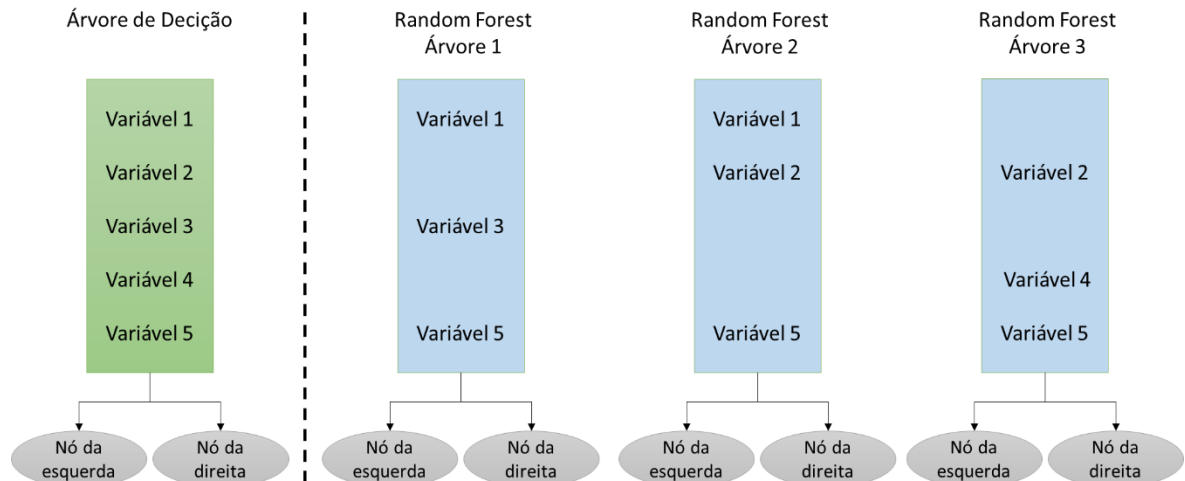 Árvore de Decição
Variável 1
Variável 2
Variável 3
Variável 4
Variável 5
Nó da
esquerda
Nó da
direita
Random Forest
Árvore 1
Variável 1
Variável 3
Variável 5
Nó da
esquerda
Nó da
direita
Random Forest
Árvore 2
Variável 1
Variável 2
Variável 5
Nó da
esquerda
Nó da
direita
Random Forest
Árvore 3
Variável 2
Variável 4
Variável 5
Nó da
esquerda
Nó da
direita